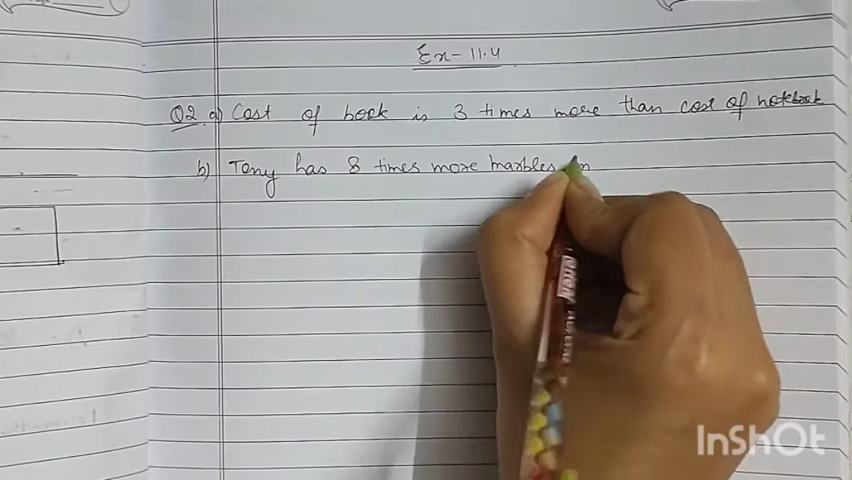 Ex-11.4
Q2 a) Cost of book is 3 times more than cost of notebook
b) Tony has 8 times more marbles in
InShOt